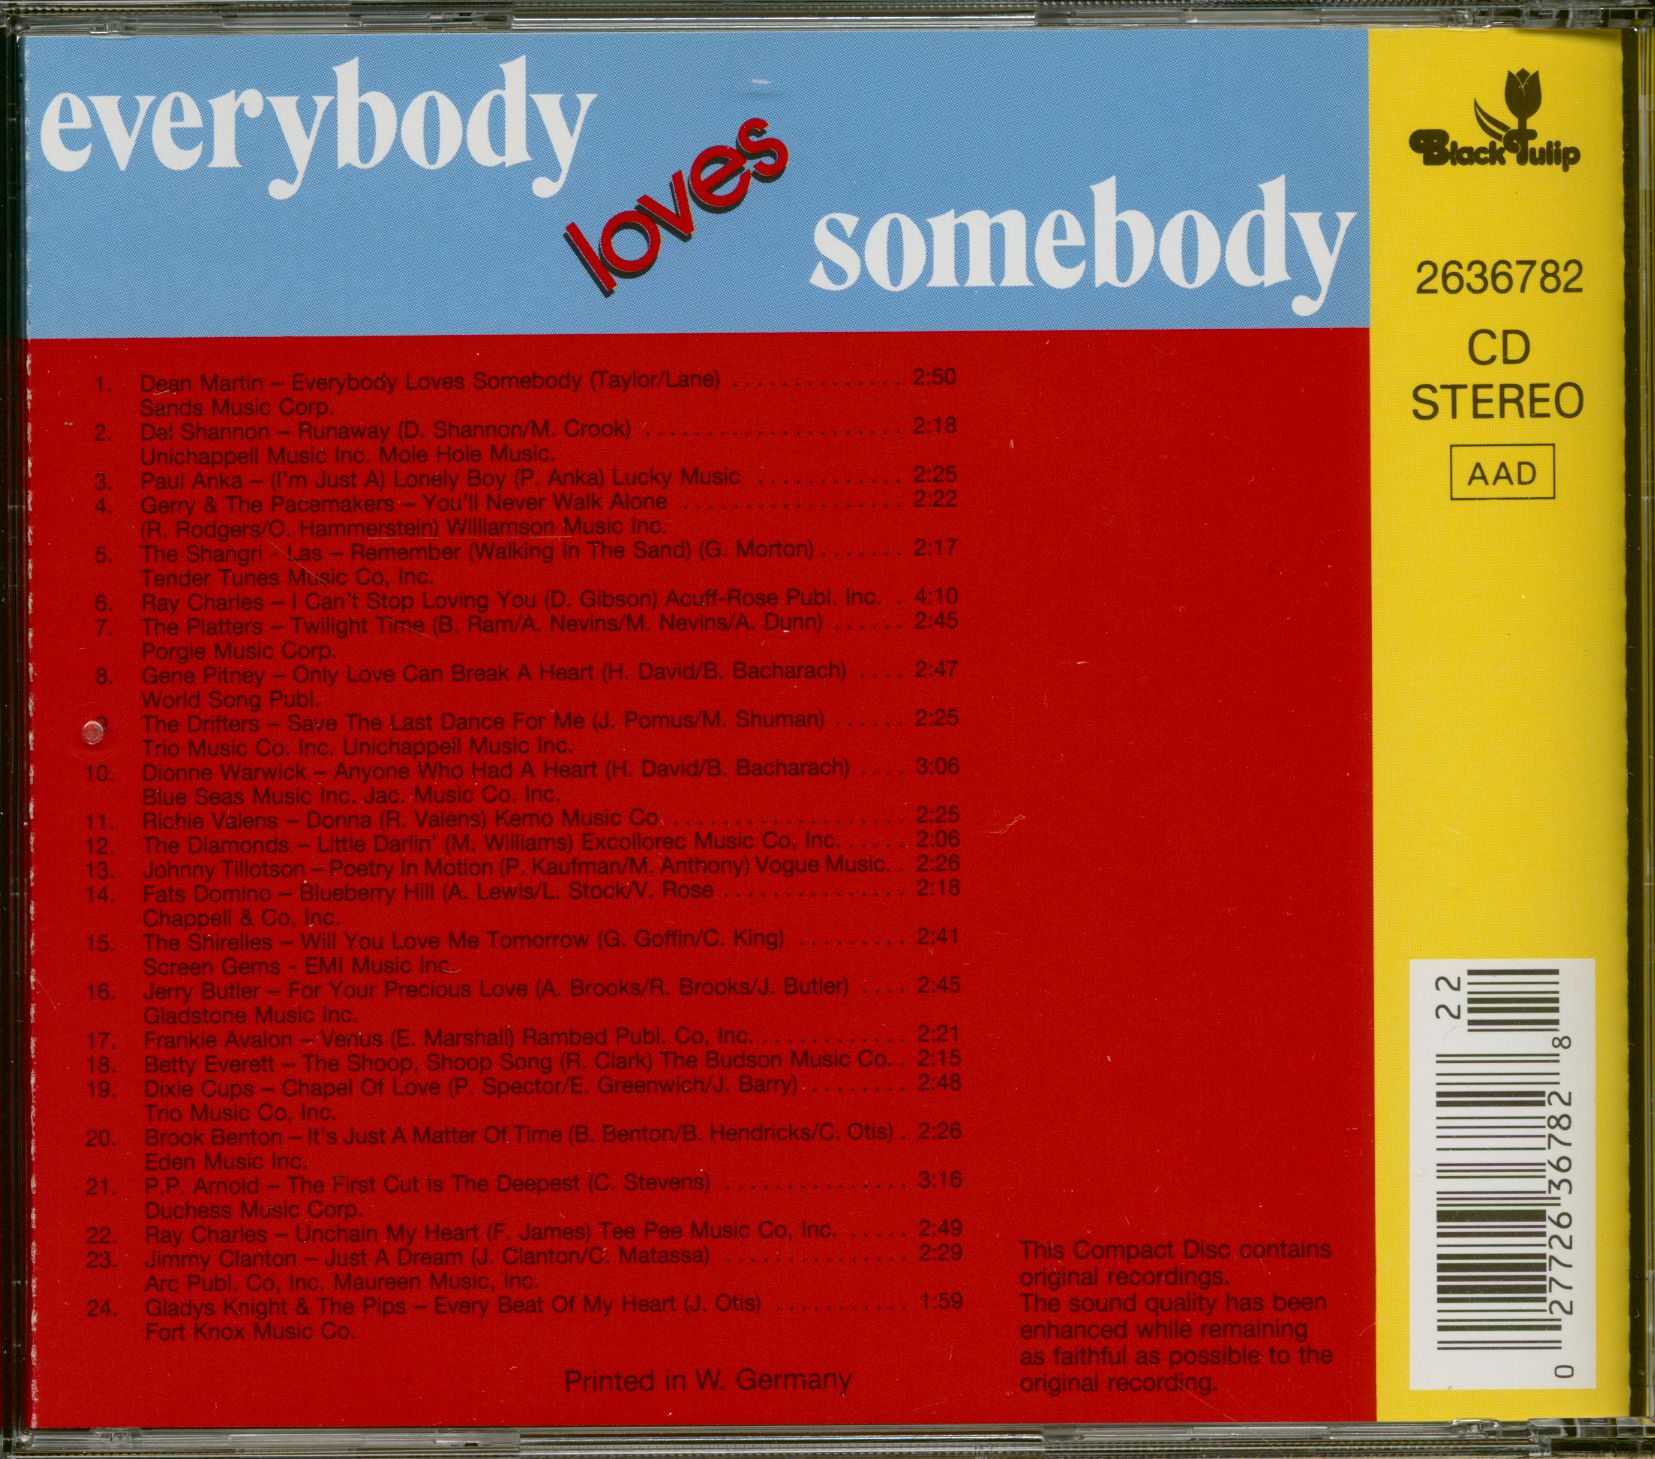 everybody
loves
somebody
Black Tulip
2636782
CD
STEREO
AAD
1. Dean Martin – Everybody Loves Somebody (Taylor/Lane) .............. 2:50
Sands Music Corp.
2. Del Shannon – Runaway (D. Shannon/M. Crook) ..................... 2:18
Unichappell Music Inc. Mole Hole Music.
3. Paul Anka – (I'm Just A) Lonely Boy (P. Anka) Lucky Music ............ 2:25
4. Gerry & The Pacemakers – You'll Never Walk Alone .................. 2:22
(R. Rodgers/O. Hammerstein) Williamson Music Inc.
5. The Shangri - Las – Remember (Walking In The Sand) (G. Morton) ....... 2:17
Tender Tunes Music Co, Inc.
6. Ray Charles – I Can't Stop Loving You (D. Gibson) Acuff-Rose Publ. Inc. . 4:10
7. The Platters – Twilight Time (B. Ram/A. Nevins/M. Nevins/A. Dunn) ...... 2:45
Porgie Music Corp.
8. Gene Pitney – Only Love Can Break A Heart (H. David/B. Bacharach) .... 2:47
World Song Publ.
9. The Drifters – Save The Last Dance For Me (J. Pomus/M. Shuman) ...... 2:25
Trio Music Co. Inc. Unichappell Music Inc.
10. Dionne Warwick – Anyone Who Had A Heart (H. David/B. Bacharach) .... 3:06
Blue Seas Music Inc. Jac. Music Co. Inc.
11. Richie Valens – Donna (R. Valens) Kemo Music Co. ................... 2:25
12. The Diamonds – Little Darlin' (M. Williams) Excollorec Music Co, Inc. ..... 2:06
13. Johnny Tillotson – Poetry In Motion (P. Kaufman/M. Anthony) Vogue Music. . 2:26
14. Fats Domino – Blueberry Hill (A. Lewis/L. Stock/V. Rose ............... 2:18
Chappell & Co, Inc.
15. The Shirelles – Will You Love Me Tomorrow (G. Goffin/C. King) ......... 2:41
Screen Gems - EMI Music Inc.
16. Jerry Butler – For Your Precious Love (A. Brooks/R. Brooks/J. Butler) .... 2:45
Gladstone Music Inc.
17. Frankie Avalon – Venus (E. Marshall) Rambed Publ. Co, Inc. ............ 2:21
18. Betty Everett – The Shoop, Shoop Song (R. Clark) The Budson Music Co. . 2:15
19. Dixie Cups – Chapel Of Love (P. Spector/E. Greenwich/J. Barry) ........ 2:48
Trio Music Co, Inc.
20. Brook Benton – It's Just A Matter Of Time (B. Benton/B. Hendricks/C. Otis) . 2:26
Eden Music Inc.
21. P.P. Arnold – The First Cut is The Deepest (C. Stevens) ............... 3:16
Duchess Music Corp.
22. Ray Charles – Unchain My Heart (F. James) Tee Pee Music Co, Inc. ..... 2:49
23. Jimmy Clanton – Just A Dream (J. Clanton/C. Matassa) ............... 2:29
Arc Publ. Co, Inc. Maureen Music, Inc.
24. Gladys Knight & The Pips – Every Beat Of My Heart (J. Otis) ........... 1:59
Fort Knox Music Co.
Printed in W. Germany
This Compact Disc contains
original recordings.
The sound quality has been
enhanced while remaining
as faithful as possible to the
original recording.
22
0 27726 36782 8